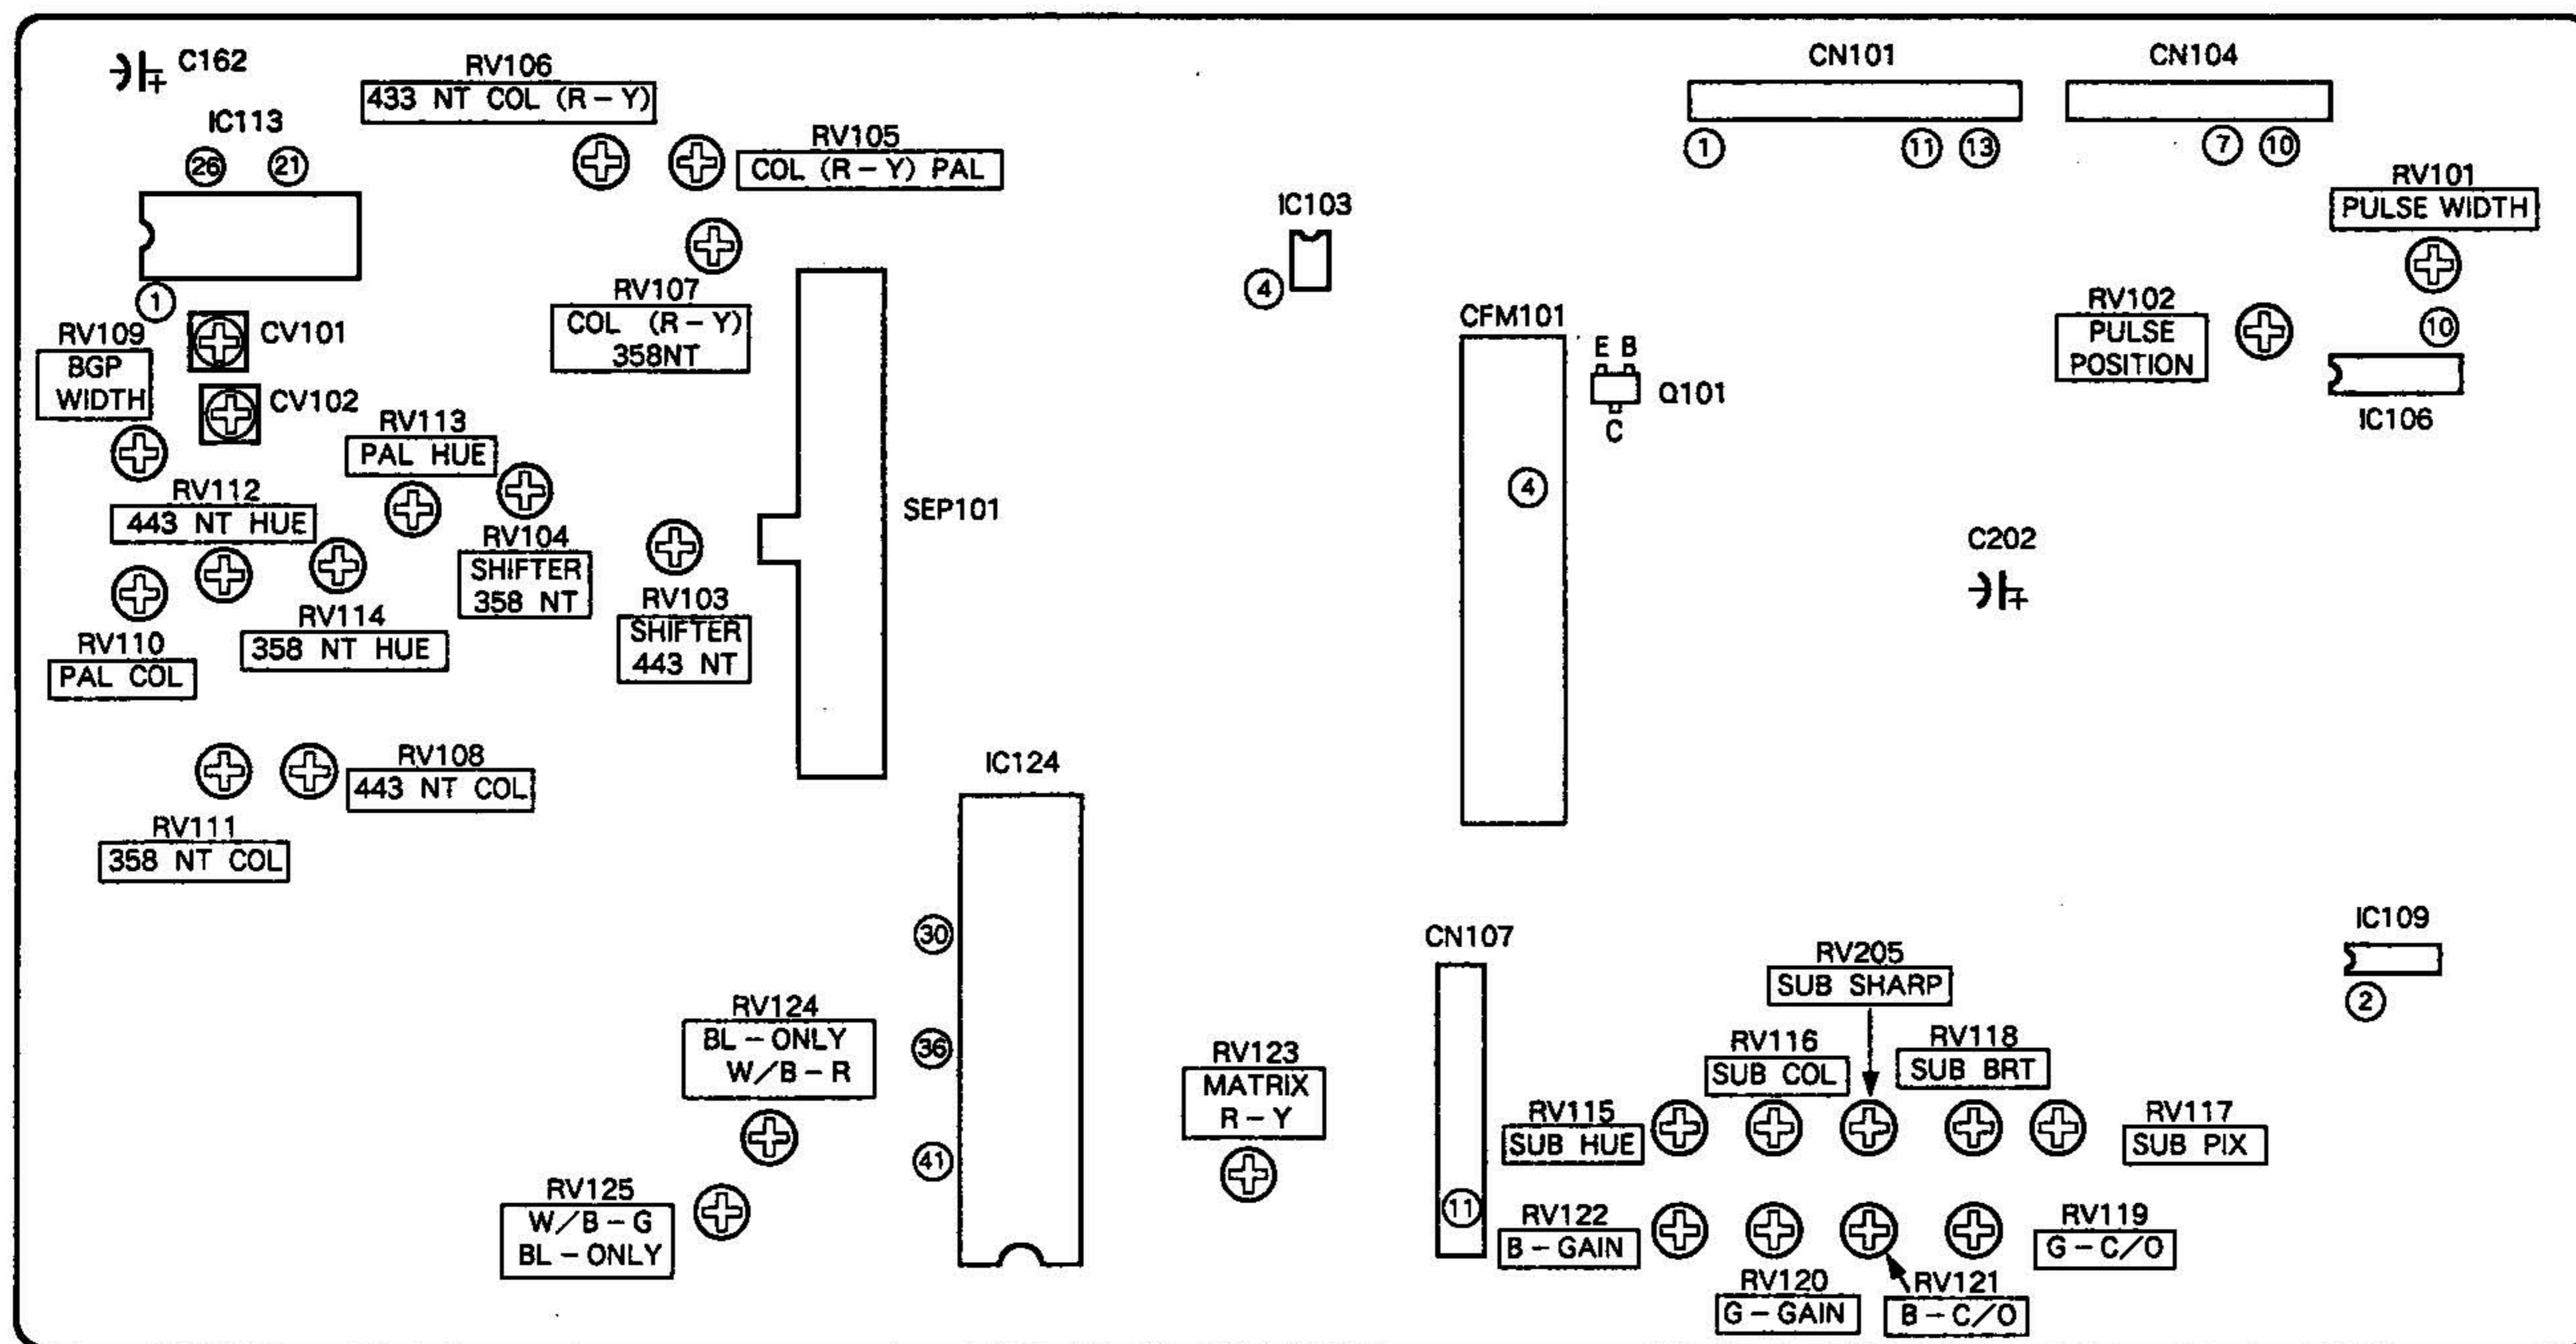 C162
RV106
433 NT COL (R – Y)
IC113
26
21
1
RV105
COL (R – Y) PAL
RV107
COL (R – Y)
358NT
CN101
1
11
13
CN104
7
10
RV101
PULSE WIDTH
IC103
4
RV102
PULSE
POSITION
10
IC106
CFM101
4
E B
C
Q101
RV109
BGP
WIDTH
CV101
CV102
RV113
PAL HUE
RV112
443 NT HUE
RV104
SHIFTER
358 NT
SEP101
RV103
SHIFTER
443 NT
RV114
358 NT HUE
RV110
PAL COL
C202
RV108
443 NT COL
RV111
358 NT COL
IC124
30
36
41
RV124
BL – ONLY
W/B – R
RV125
W/B – G
BL – ONLY
RV123
MATRIX
R – Y
CN107
11
IC109
2
RV205
SUB SHARP
RV116
SUB COL
RV118
SUB BRT
RV115
SUB HUE
RV117
SUB PIX
RV122
B – GAIN
RV119
G – C/O
RV120
G – GAIN
RV121
B – C/O